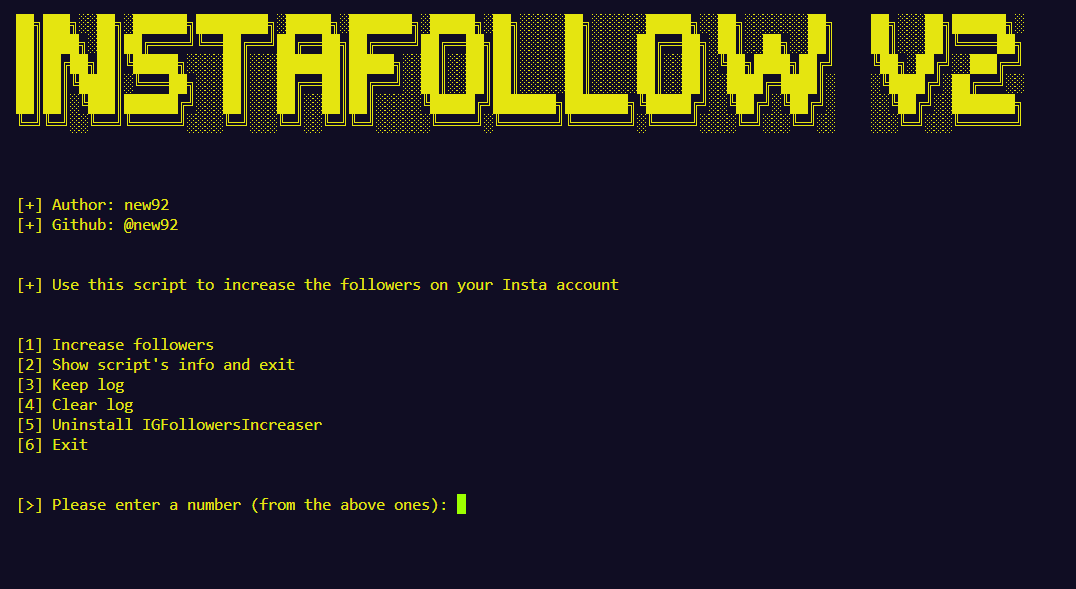 INSTAFOLLOW V2
[+] Author: new92
[+] Github: @new92
[+] Use this script to increase the followers on your Insta account
[1] Increase followers
[2] Show script's info and exit
[3] Keep log
[4] Clear log
[5] Uninstall IGFollowersIncreaser
[6] Exit
[>] Please enter a number (from the above ones):